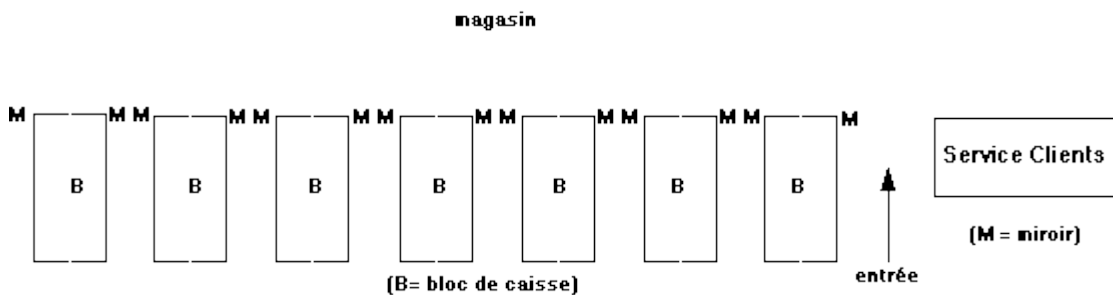 magasin
M M M M M M M M M M M M M M
B B B B B B B
Service Clients
(M = miroir)
entrée
(B= bloc de caisse)